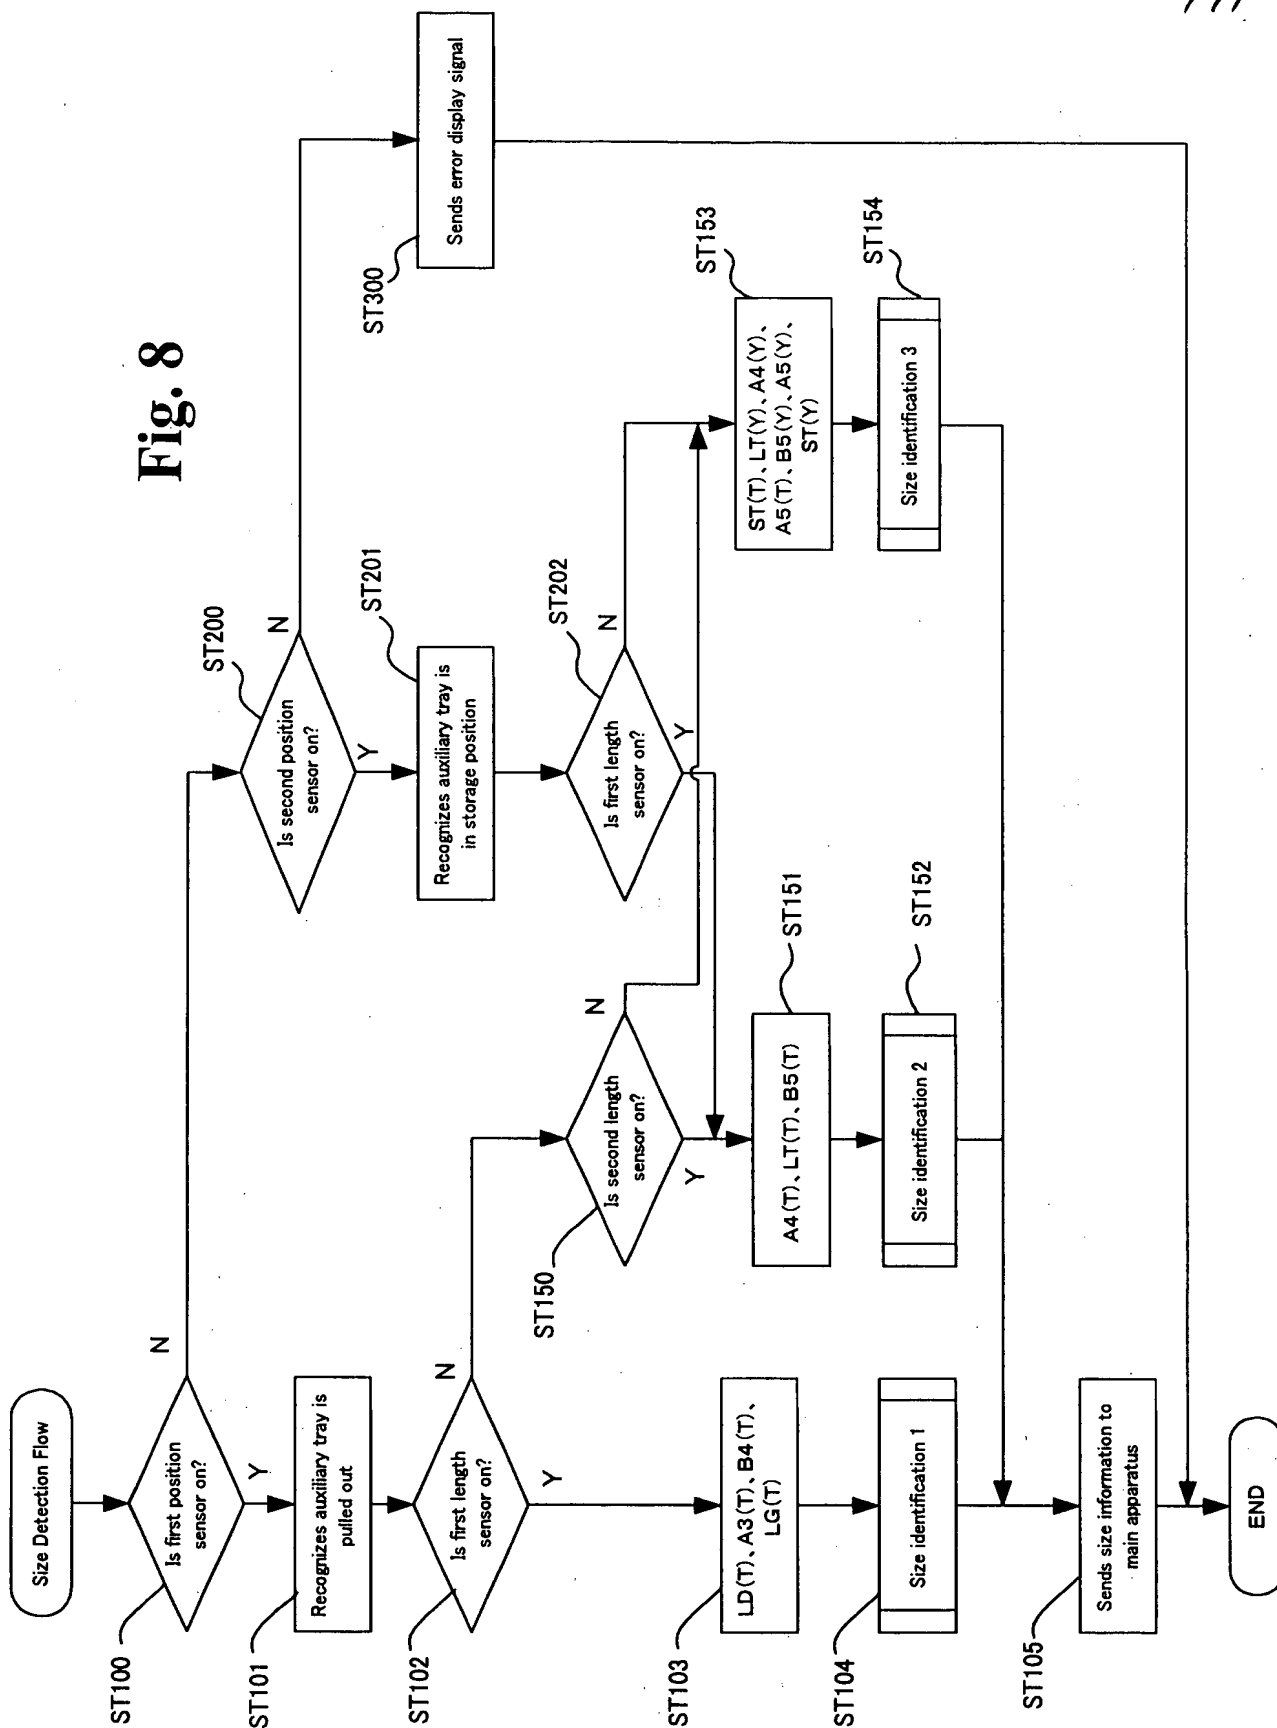 Fig. 8
Size Detection Flow
ST100
Is first position
sensor on?
N
Y
ST101
Recognizes auxiliary tray is
pulled out
ST102
Is first length
sensor on?
N
Y
ST103
LD(T)、A3(T)、B4(T)、
LG(T)
ST104
Size identification 1
ST105
Sends size information to
main apparatus
END
ST150
Is second length
sensor on?
N
Y
ST151
A4(T)、LT(T)、B5(T)
ST152
Size identification 2
ST200
Is second position
sensor on?
N
Y
ST201
Recognizes auxiliary tray is
in storage position
ST202
Is first length
sensor on?
N
Y
ST153
ST(T)、LT(Y)、A4(Y)、
A5(T)、B5(Y)、A5(Y)、
ST(Y)
ST154
Size identification 3
ST300
Sends error display signal